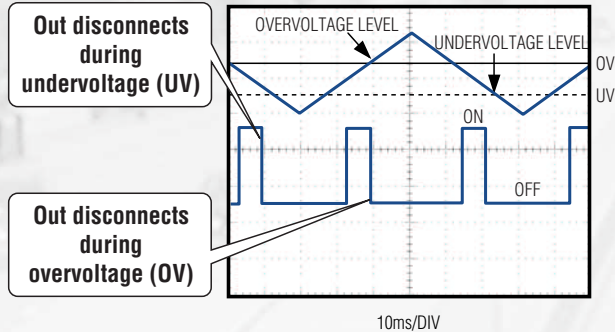 Out disconnects
during
undervoltage (UV)
OVERVOLTAGE LEVEL
UNDERVOLTAGE LEVEL
OV
UV
ON
OFF
Out disconnects
during
overvoltage (OV)
10ms/DIV